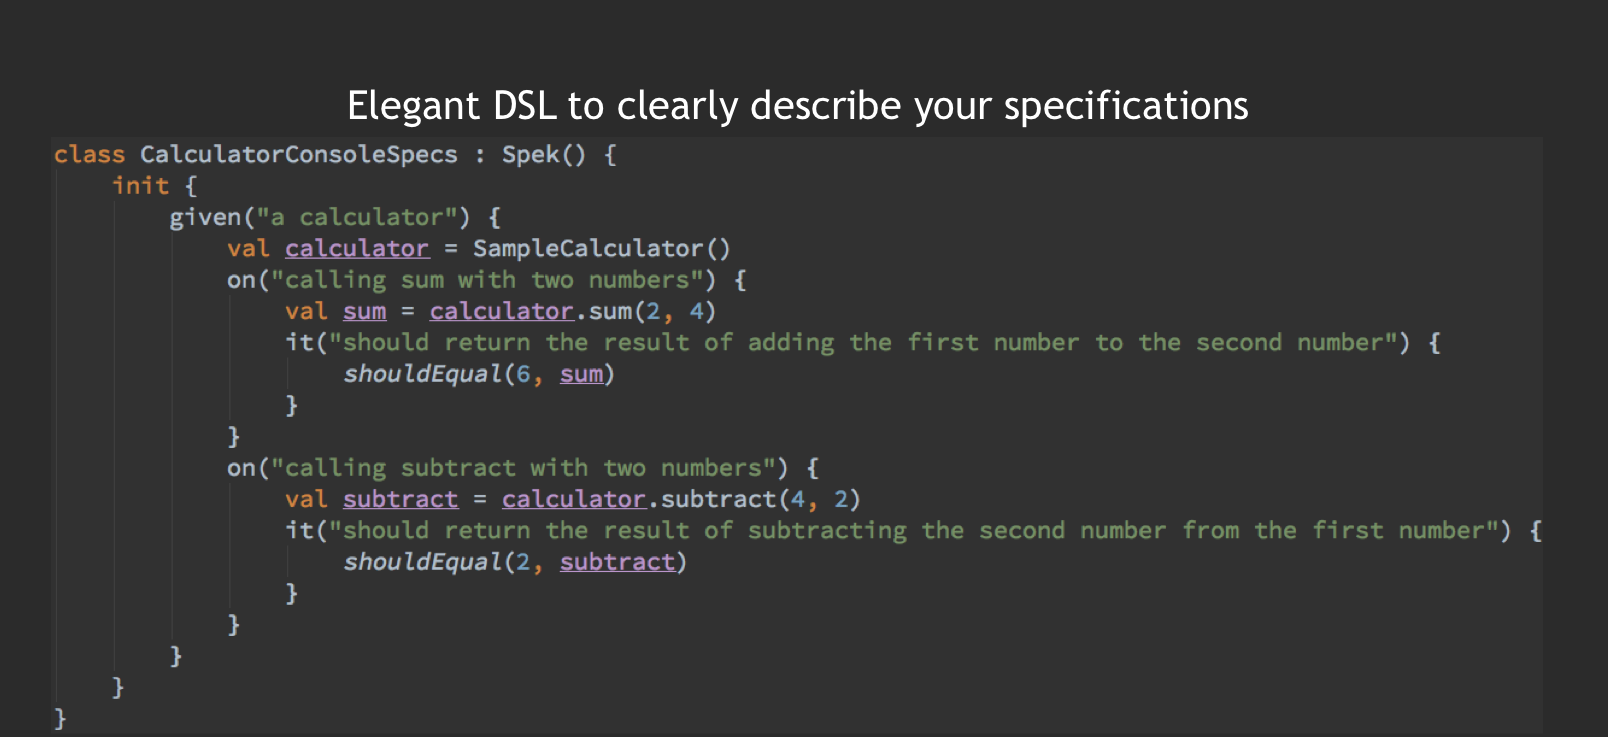 Elegant DSL to clearly describe your specifications
class CalculatorConsoleSpecs : Spek() {
    init {
        given("a calculator") {
            val calculator = SampleCalculator()
            on("calling sum with two numbers") {
                val sum = calculator.sum(2, 4)
                it("should return the result of adding the first number to the second number") {
                    shouldEqual(6, sum)
                }
            }
            on("calling subtract with two numbers") {
                val subtract = calculator.subtract(4, 2)
                it("should return the result of subtracting the second number from the first number") {
                    shouldEqual(2, subtract)
                }
            }
        }
    }
}